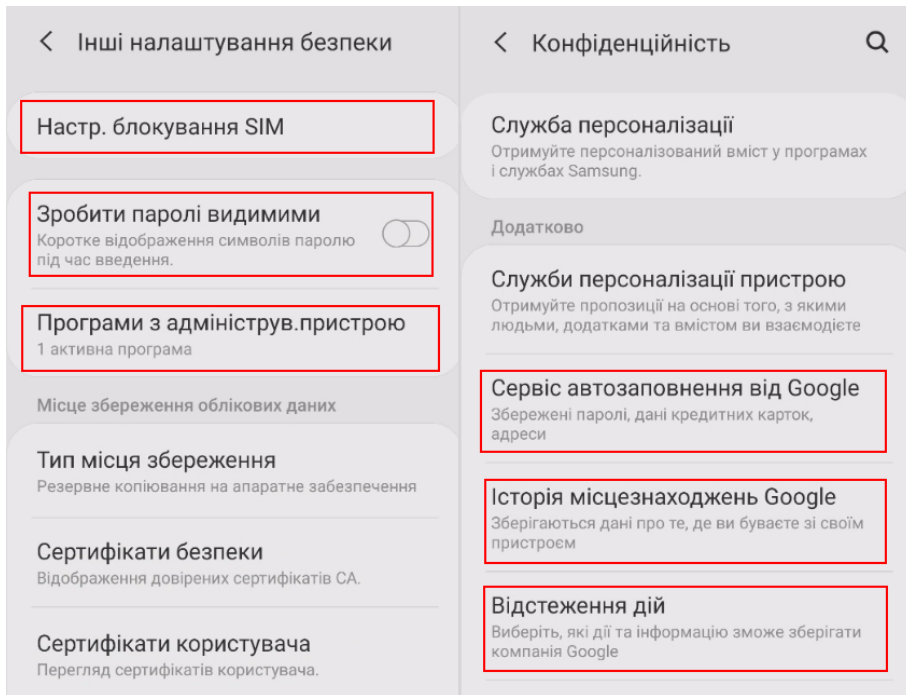 Інші налаштування безпеки
Настр. блокування SIM
Зробити паролі видимими
Коротке відображення символів паролю
під час введення.
Програми з адмініструв.пристрою
1 активна програма
Місце збереження облікових даних
Тип місця збереження
Резервне копіювання на апаратне забезпечення
Сертифікати безпеки
Відображення довірених сертифікатів CA.
Сертифікати користувача
Перегляд сертифікатів користувача.
Конфіденційність
Служба персоналізації
Отримуйте персоналізований вміст у програмах
і службах Samsung.
Додатково
Служби персоналізації пристрою
Отримуйте пропозиції на основі того, з якими
людьми, додатками та вмістом ви взаємодієте
Сервіс автозаповнення від Google
Збережені паролі, дані кредитних карток,
адреси
Історія місцезнаходжень Google
Зберігаються дані про те, де ви буваєте зі своїм
пристроєм
Відстеження дій
Виберіть, які дії та інформацію зможе зберігати
компанія Google